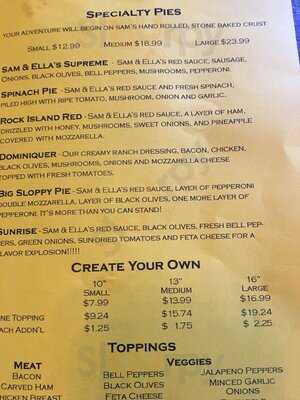 Specialty Pies
Your adventure will begin on Sam's hand rolled, stone baked crust
Small $12.99 Medium $18.99 Large $23.99
Sam & Ella's Supreme - Sam & Ella's red sauce, sausage,
onions, black olives, bell peppers, mushrooms, pepperoni.
Spinach Pie - Sam & Ella's red sauce and fresh spinach,
piled high with ripe tomato, mushroom, onion and garlic.
Rock Island Red - Sam & Ella's red sauce, a layer of ham,
drizzled with honey, mushrooms, sweet onions, and pineapple
covered with mozzarella.
Dominiquer - Our creamy ranch dressing, bacon, chicken,
black olives, mushrooms, onions and mozzarella cheese
topped with fresh tomatoes.
Big Sloppy Pie - Sam & Ella's red sauce, layer of pepperoni
double mozzarella, layer of black olives, one more layer of
pepperoni. It's more than you can stand!
Sunrise - Sam & Ella's red sauce, black olives, fresh bell pep-
ers, green onions, sun-dried tomatoes and feta cheese for a
lavor explosion!!!!!
Create Your Own
10" 13" 16"
Small Medium Large
$7.99 $13.99 $16.99
ne Topping $9.24 $15.74 $19.24
ach Addn'l $1.25 $ 1.75 $ 2.25
Toppings
Meat Veggies
Bacon Bell Peppers Jalapeno Peppers
Carved Ham Black Olives Minced Garlic
Chicken Breast Feta Cheese Onions